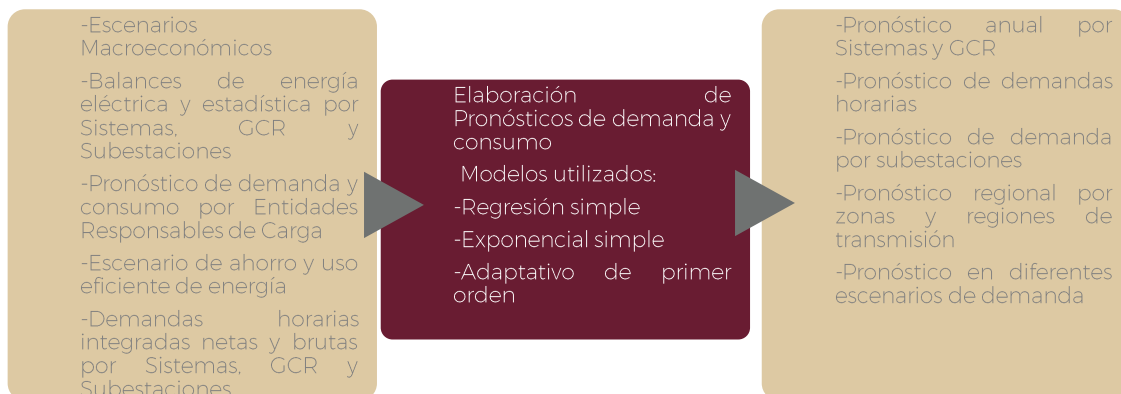 -Escenarios
Macroeconómicos
-Balances de energía
eléctrica y estadística por
Sistemas, GCR y
Subestaciones
-Pronóstico de demanda y
consumo por Entidades
Responsables de Carga
-Escenario de ahorro y uso
eficiente de energía
-Demandas horarias
integradas netas y brutas
por Sistemas, GCR y
Subestaciones
Elaboración de
Pronósticos de demanda y
consumo
Modelos utilizados:
-Regresión simple
-Exponencial simple
-Adaptativo de primer
orden
-Pronóstico anual por
Sistemas y GCR
-Pronóstico de demandas
horarias
-Pronóstico de demanda
por subestaciones
-Pronóstico regional por
zonas y regiones de
transmisión
-Pronóstico en diferentes
escenarios de demanda